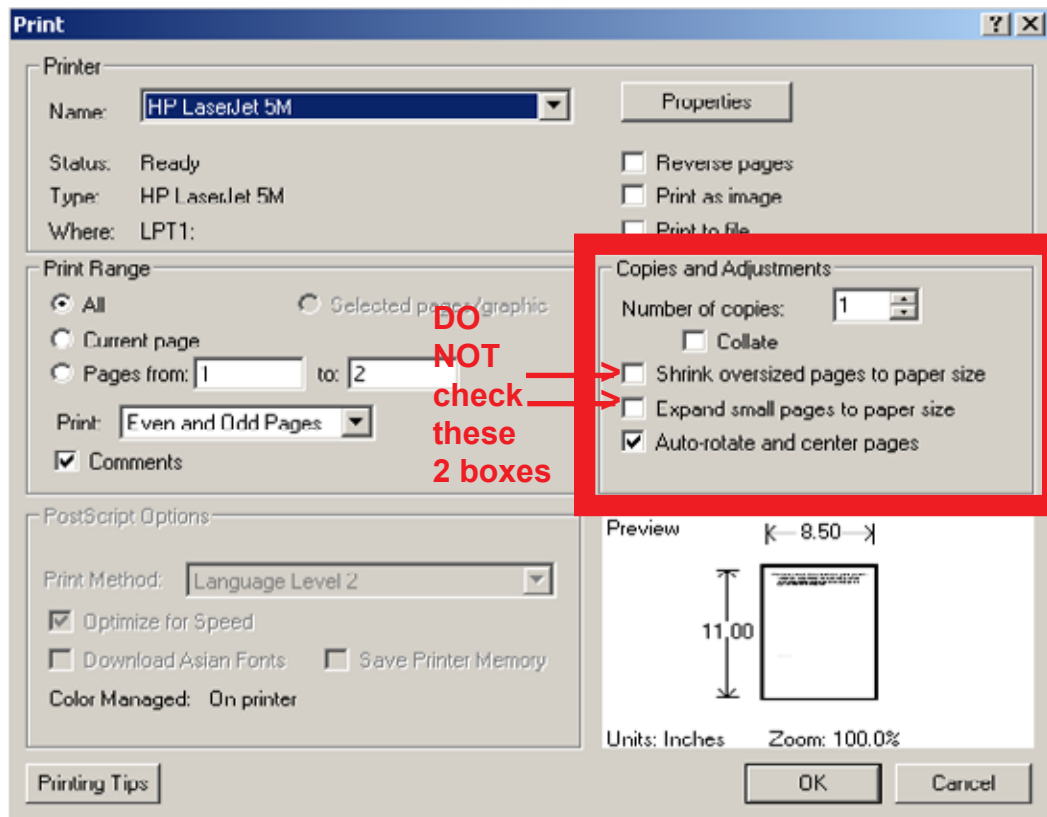 Print
Printer
Name: HP LaserJet 5M
Properties
Status: Ready
Type: HP LaserJet 5M
Where: LPT1:
Reverse pages
Print as image
Print to file
Print Range
All
Selected pages/graphic
Current page
Pages from: 1 to: 2
Print: Even and Odd Pages
Comments
DO
NOT
check
these
2 boxes
Copies and Adjustments
Number of copies: 1
Collate
Shrink oversized pages to paper size
Expand small pages to paper size
Auto-rotate and center pages
PostScript Options
Print Method: Language Level 2
Optimize for Speed
Download Asian Fonts Save Printer Memory
Color Managed: On printer
Preview
8.50
11.00
Units: Inches Zoom: 100.0%
Printing Tips
OK
Cancel